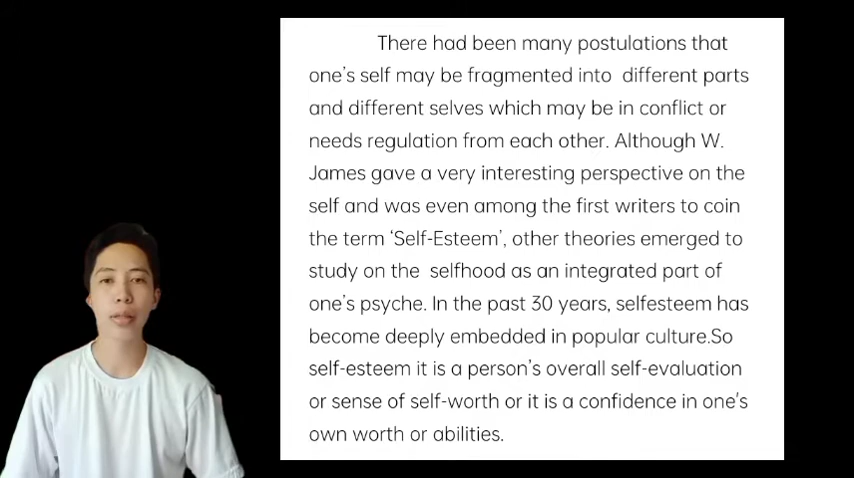 There had been many postulations that
one's self may be fragmented into different parts
and different selves which may be in conflict or
needs regulation from each other. Although W.
James gave a very interesting perspective on the
self and was even among the first writers to coin
the term ‘Self-Esteem’, other theories emerged to
study on the selfhood as an integrated part of
one's psyche. In the past 30 years, selfesteem has
become deeply embedded in popular culture.So
self-esteem it is a person's overall self-evaluation
or sense of self-worth or it is a confidence in one's
own worth or abilities.